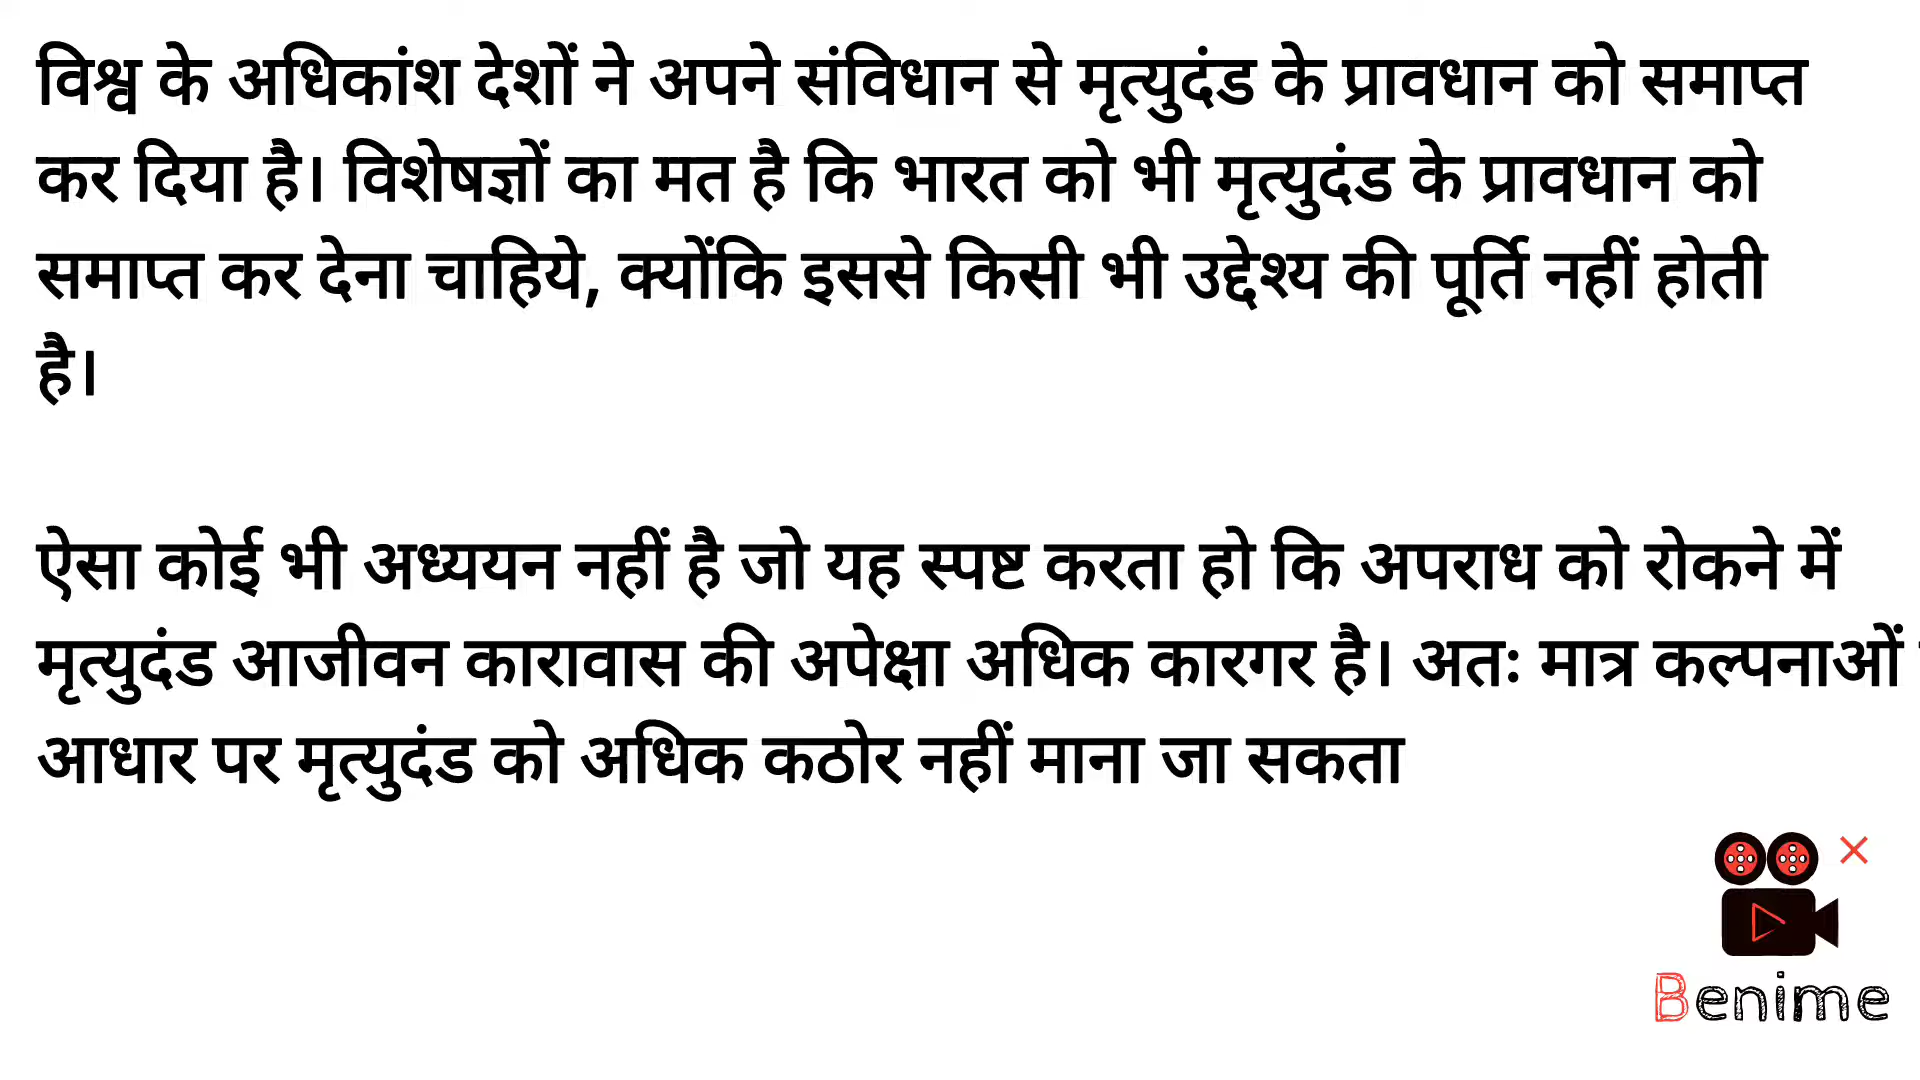 विश्व के अधिकांश देशों ने अपने संविधान से मृत्युदंड के प्रावधान को समाप्त
कर दिया है। विशेषज्ञों का मत है कि भारत को भी मृत्युदंड के प्रावधान को
समाप्त कर देना चाहिये, क्योंकि इससे किसी भी उद्देश्य की पूर्ति नहीं होती
है।
ऐसा कोई भी अध्ययन नहीं है जो यह स्पष्ट करता हो कि अपराध को रोकने में
मृत्युदंड आजीवन कारावास की अपेक्षा अधिक कारगर है। अतः मात्र कल्पनाओं
आधार पर मृत्युदंड को अधिक कठोर नहीं माना जा सकता
Benime